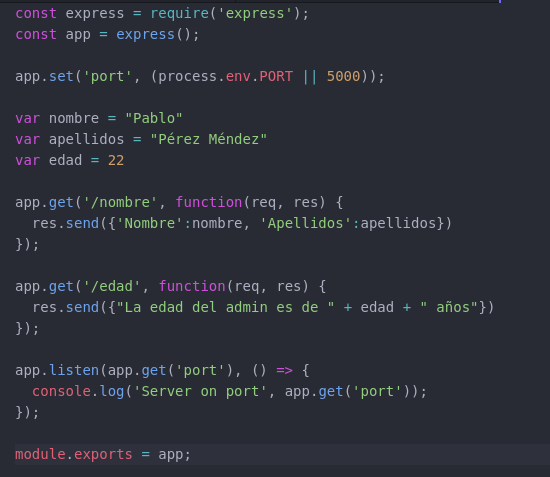 const express = require('express');
const app = express();
app.set('port', (process.env.PORT || 5000));
var nombre = "Pablo"
var apellidos = "Pérez Méndez"
var edad = 22
app.get('/nombre', function(req, res) {
  res.send({'Nombre':nombre, 'Apellidos':apellidos})
});
app.get('/edad', function(req, res) {
  res.send({"La edad del admin es de " + edad + " años"})
});
app.listen(app.get('port'), () => {
  console.log('Server on port', app.get('port'));
});
module.exports = app;